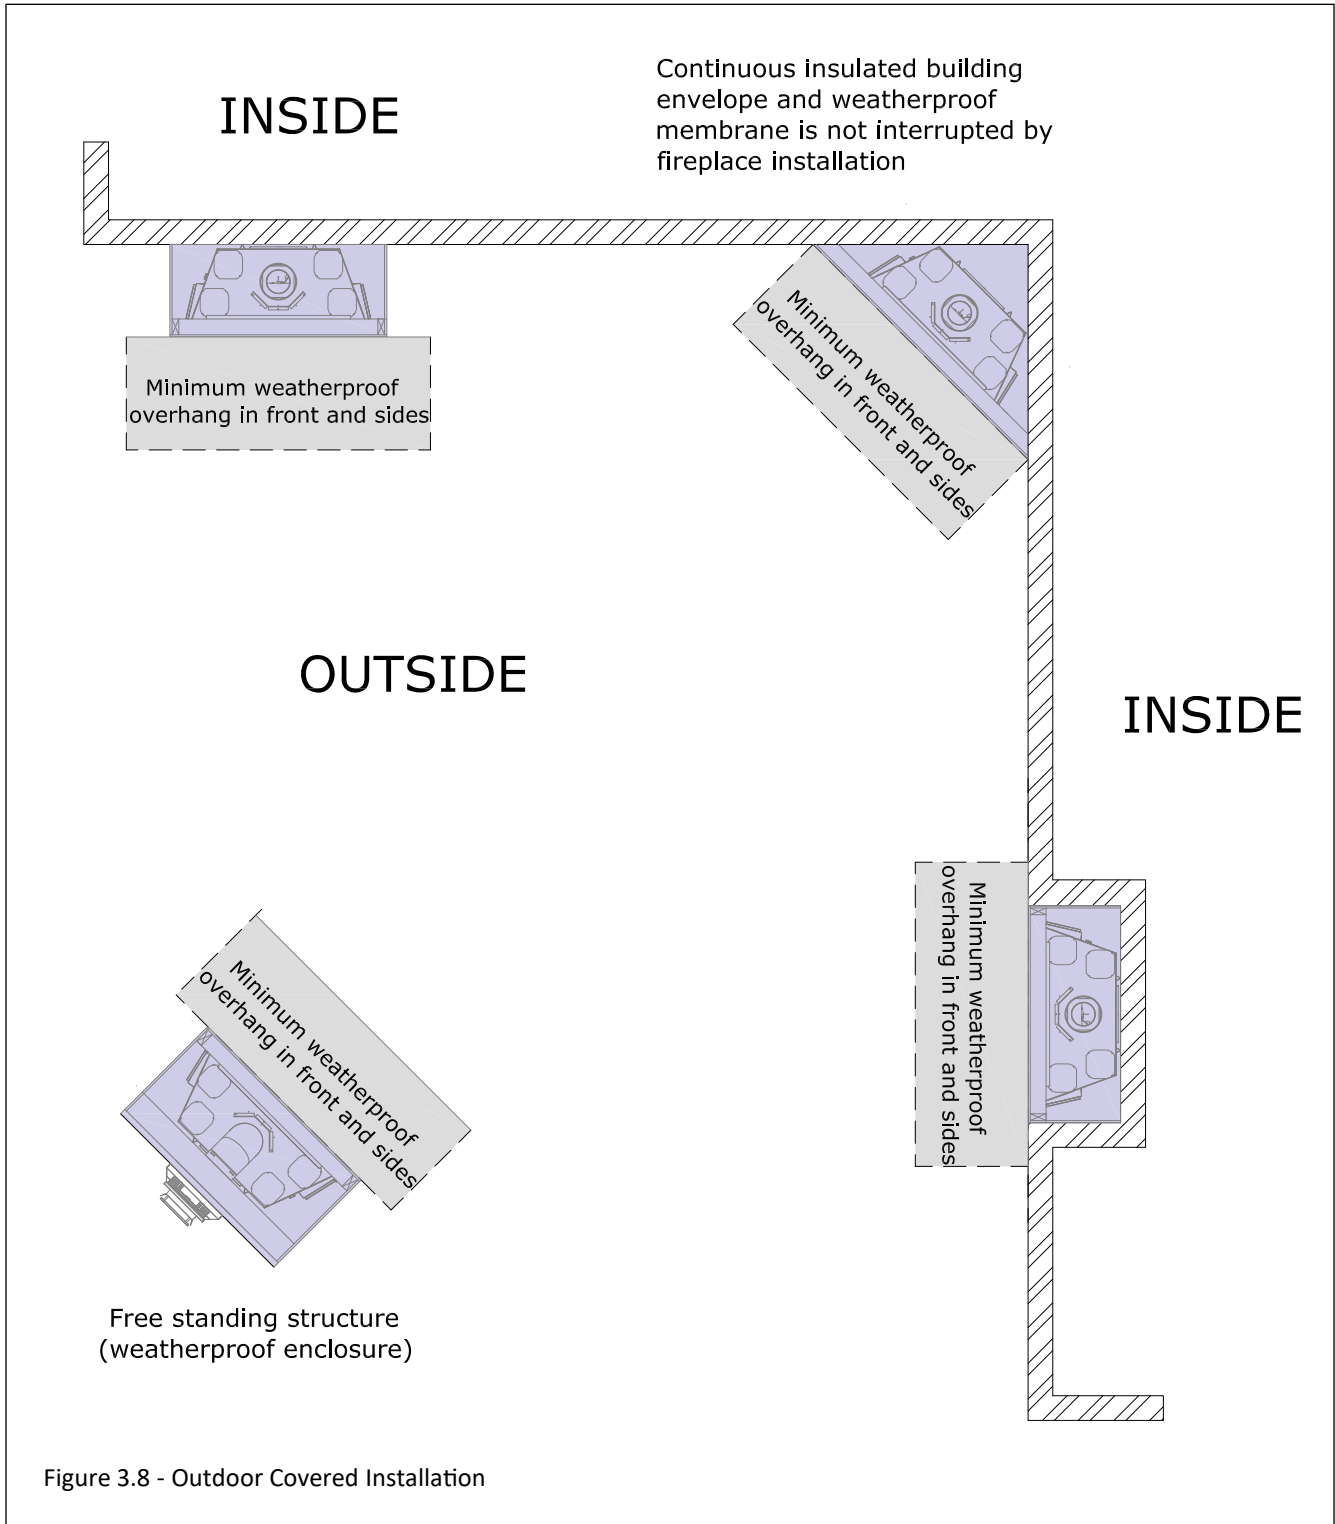 INSIDE
Continuous insulated building
envelope and weatherproof
membrane is not interrupted by
fireplace installation
Minimum weatherproof
overhang in front and sides
Minimum weatherproof
overhang in front and sides
OUTSIDE
INSIDE
Minimum weatherproof
overhang in front and sides
Minimum weatherproof
overhang in front and sides
Free standing structure
(weatherproof enclosure)
Figure 3.8 - Outdoor Covered Installation